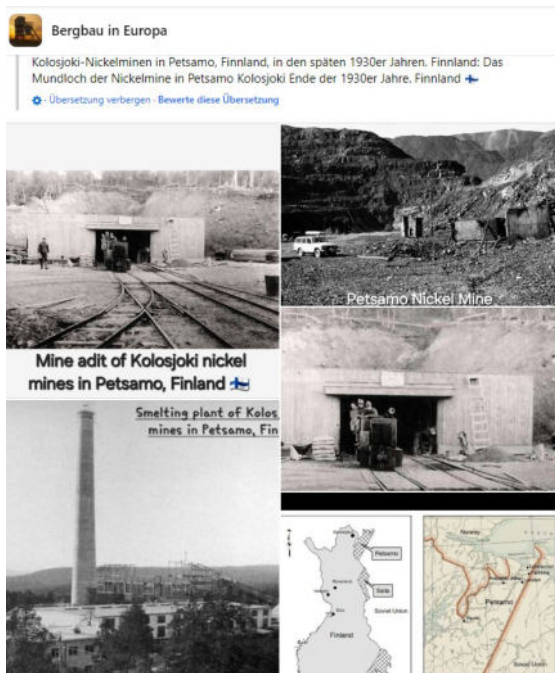 Bergbau in Europa
Kolosjoki-Nickelminen in Petsamo, Finnland, in den späten 1930er Jahren. Finnland: Das
Mundloch der Nickelmine in Petsamo Kolosjoki Ende der 1930er Jahre. Finnland 🇫🇮
· Übersetzung verbergen · Bewerte diese Übersetzung
Mine adit of Kolosjoki nickel
mines in Petsamo, Finland 🇫🇮
Petsamo Nickel Mine
Smelting plant of Kolos
mines in Petsamo, Fin
Petsamo
Salla
Soviet Union
Finland
Norway
Petsamo
Soviet Union